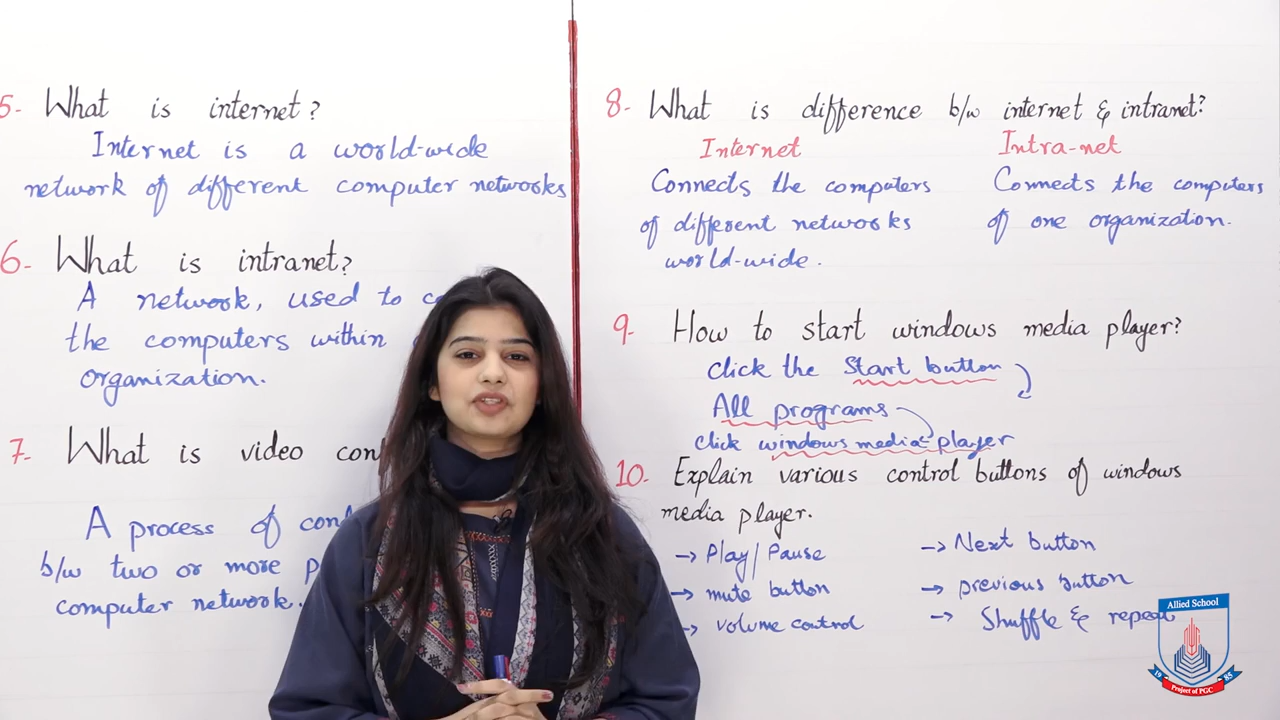 5- What is internet?
Internet is a world-wide
network of different computer networks
6- What is intranet?
A network, used to
the computers within
organization.
7- What is video
A process of
b/w two or more
computer network.
8- What is difference b/w internet & intranet?
Internet Intra-net
Connects the computers
of different networks
world-wide.
Connects the computers
of one organization.
9- How to start windows media player?
Click the Start button
All programs
click windows media player
10. Explain various control buttons of windows
media player.
→ Play/Pause
→ mute button
→ volume control
→ Next button
→ previous button
→ Shuffle & repeat
Allied School
19 85
Project of PGC